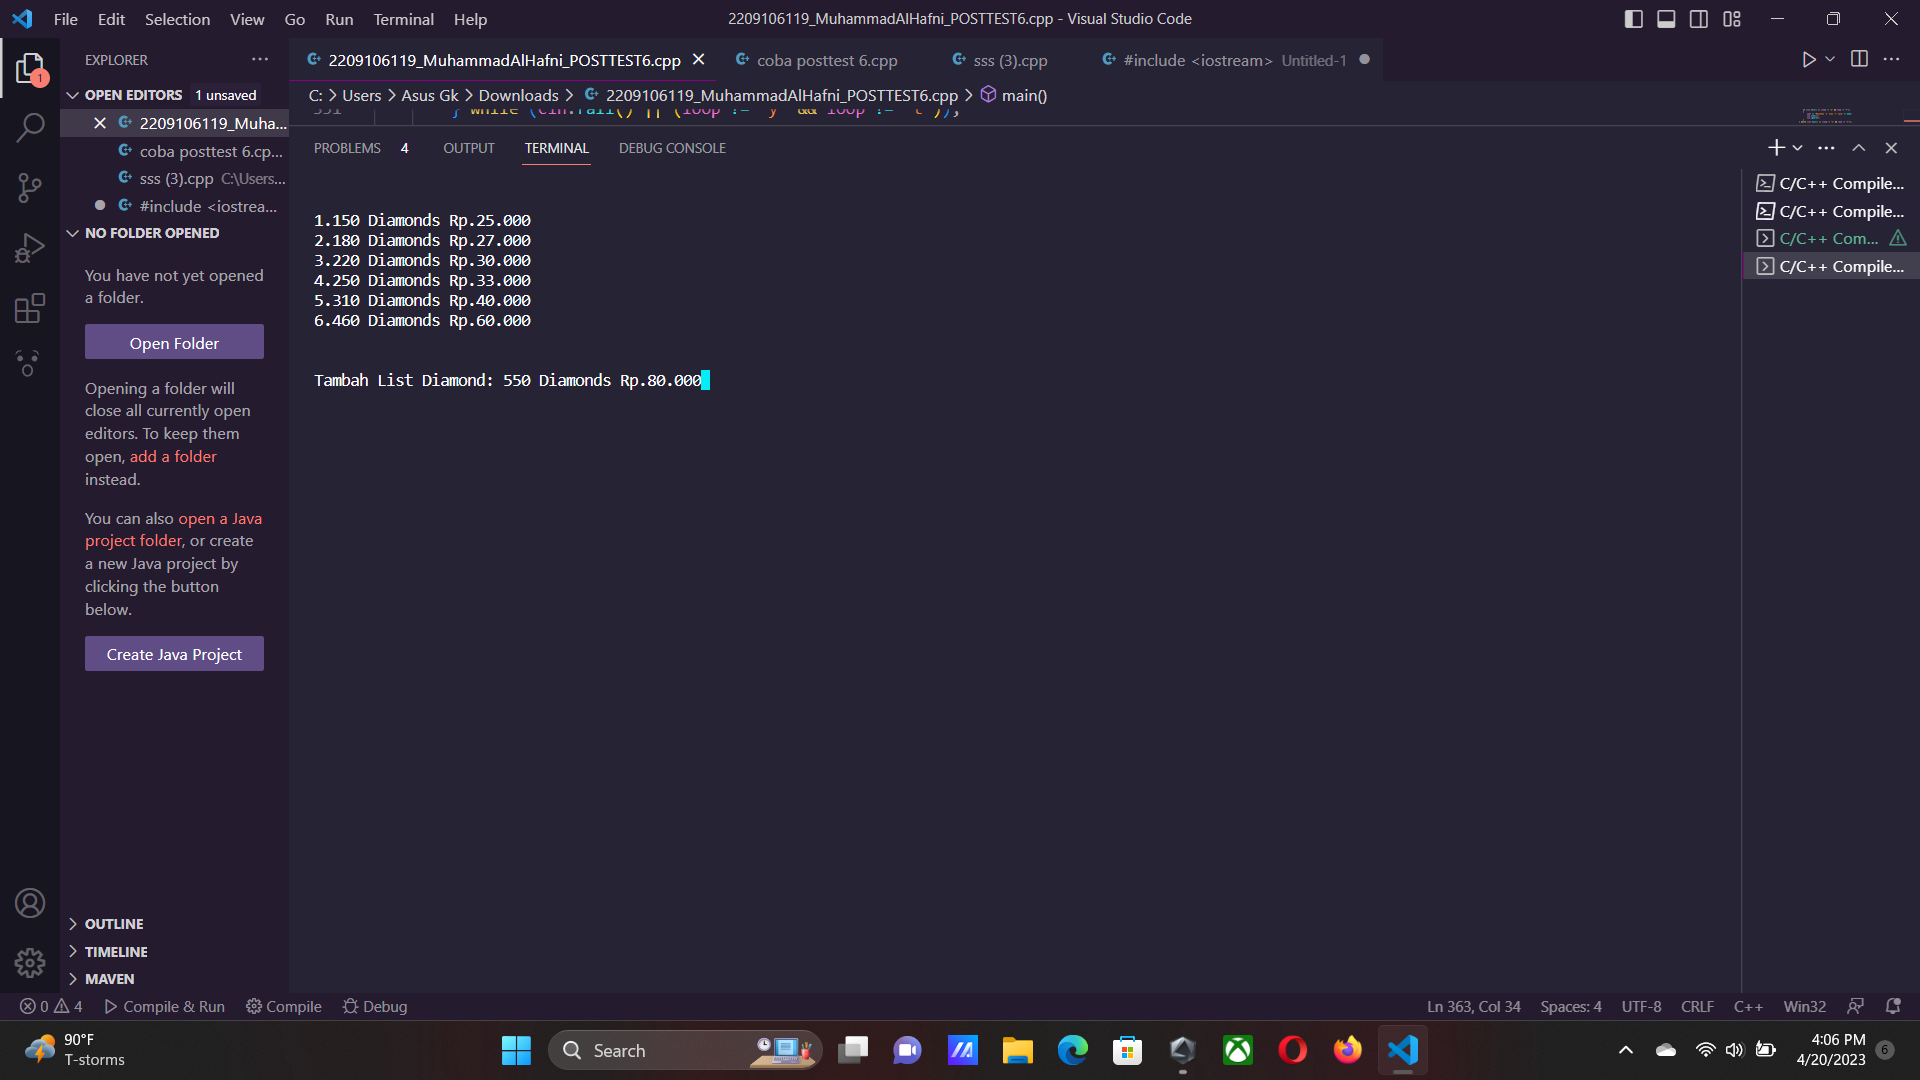 File Edit Selection View Go Run Terminal Help
2209106119_MuhammadAlHafni_POSTTEST6.cpp - Visual Studio Code
EXPLORER
2209106119_MuhammadAlHafni_POSTTEST6.cpp
coba posttest 6.cpp
sss (3).cpp
#include <iostream> Untitled-1
OPEN EDITORS 1 unsaved
2209106119_Muha...
coba posttest 6.cp...
sss (3).cpp C:\Users...
#include <iostrea...
NO FOLDER OPENED
You have not yet opened
a folder.
Open Folder
Opening a folder will
close all currently open
editors. To keep them
open, add a folder
instead.
You can also open a Java
project folder, or create
a new Java project by
clicking the button
below.
Create Java Project
OUTLINE
TIMELINE
MAVEN
C: > Users > Asus Gk > Downloads > 2209106119_MuhammadAlHafni_POSTTEST6.cpp > main()
PROBLEMS 4 OUTPUT TERMINAL DEBUG CONSOLE
1.150 Diamonds Rp.25.000
2.180 Diamonds Rp.27.000
3.220 Diamonds Rp.30.000
4.250 Diamonds Rp.33.000
5.310 Diamonds Rp.40.000
6.460 Diamonds Rp.60.000
Tambah List Diamond: 550 Diamonds Rp.80.000
C/C++ Compile...
C/C++ Compile...
C/C++ Com...
C/C++ Compile...
0 4 Compile & Run Compile Debug
Ln 363, Col 34 Spaces: 4 UTF-8 CRLF C++ Win32
90°F
T-storms
Search
4:06 PM
4/20/2023
6
1